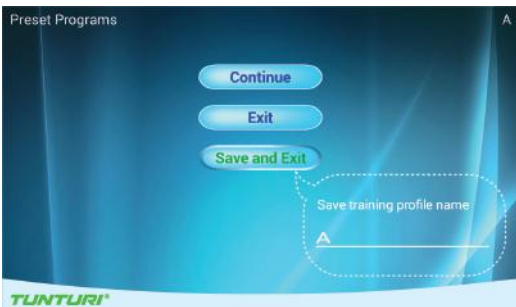 Preset Programs
A
Continue
Exit
Save and Exit
Save training profile name
A
TUNTURI®